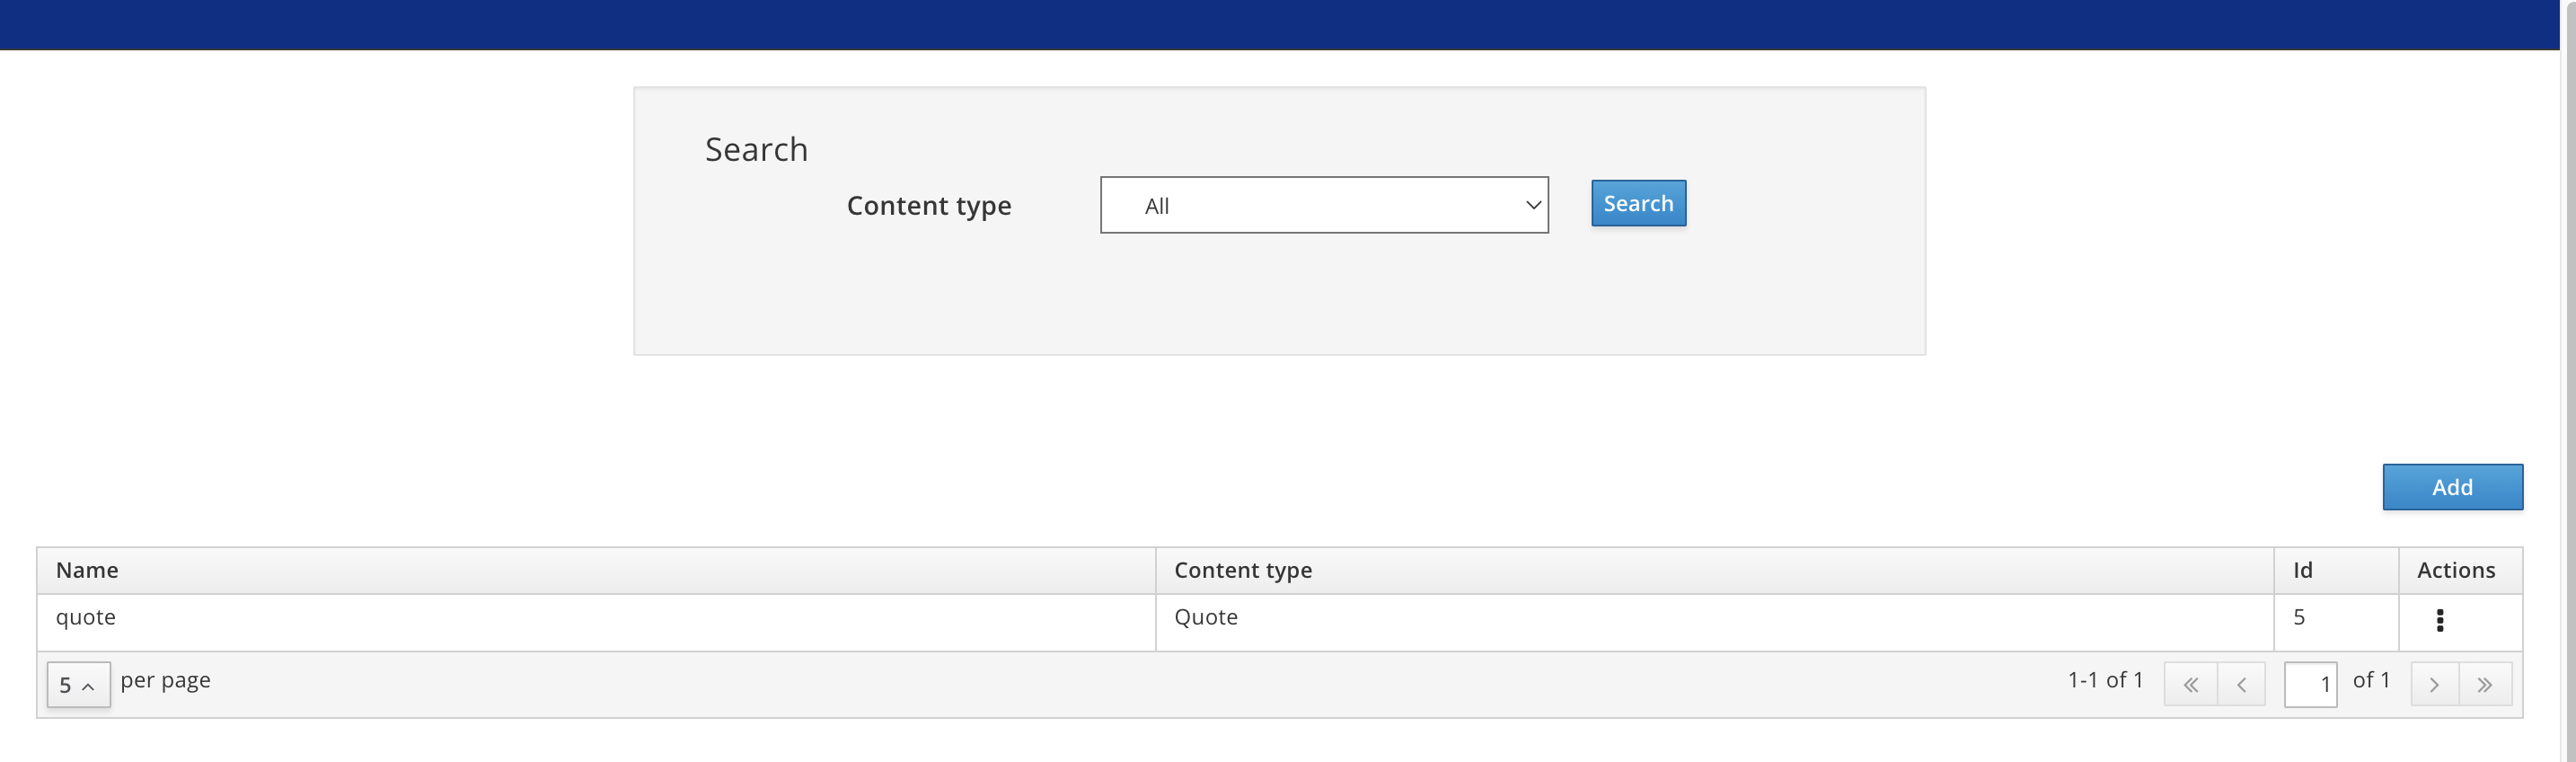 Search
Content type All Search
Add
Name Content type Id Actions
quote Quote 5
5 per page 1-1 of 1 1 of 1